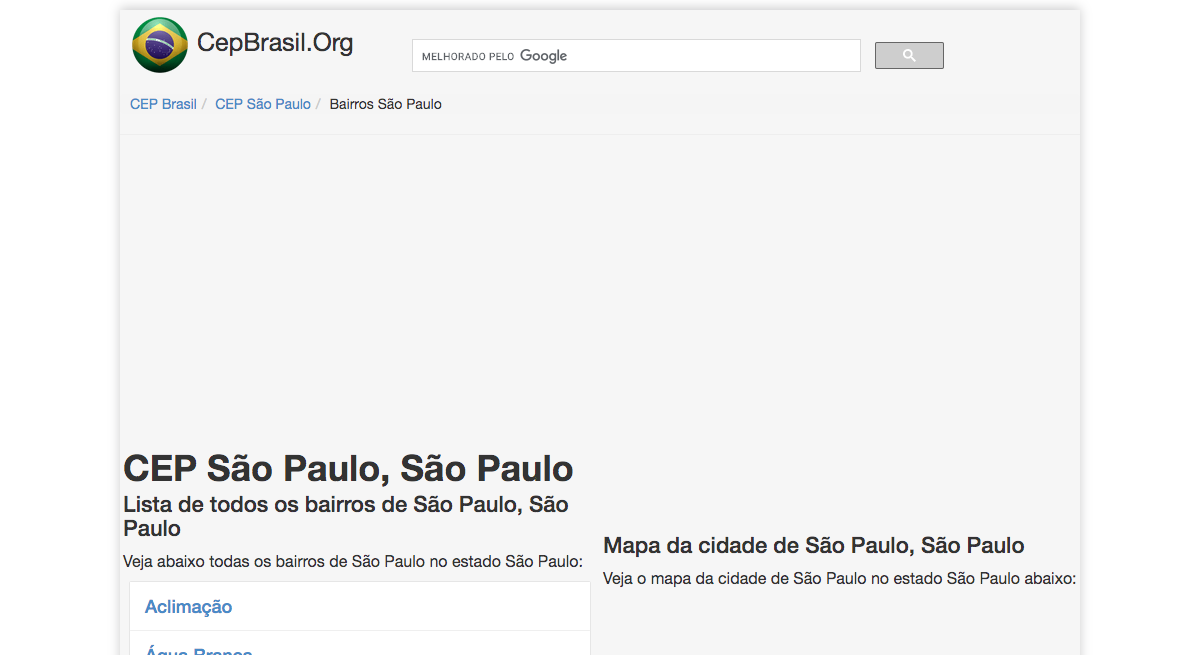 CepBrasil.Org
MELHORADO PELO Google
CEP Brasil / CEP São Paulo / Bairros São Paulo
CEP São Paulo, São Paulo
Lista de todos os bairros de São Paulo, São
Paulo
Veja abaixo todas os bairros de São Paulo no estado São Paulo:
Aclimação
Água Branca
Mapa da cidade de São Paulo, São Paulo
Veja o mapa da cidade de São Paulo no estado São Paulo abaixo: